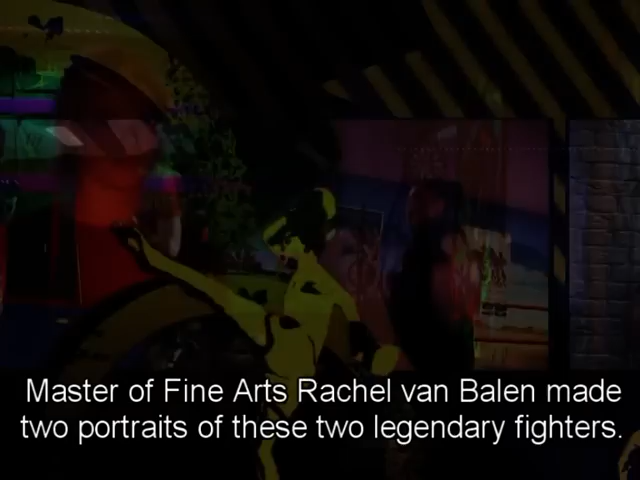 Master of Fine Arts Rachel van Balen made
two portraits of these two legendary fighters.